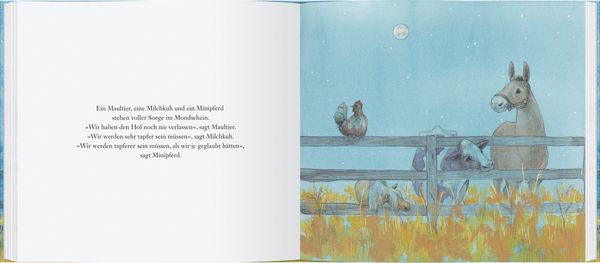 Ein Maultier, eine Milchkuh und ein Minipferd
stehen voller Sorge im Mondschein.
»Wir haben den Hof noch nie verlassen«, sagt Maultier.
»Wir werden sehr tapfer sein müssen«, sagt Milchkuh.
»Wir werden tapferer sein müssen, als wir je geglaubt hätten«,
sagt Minipferd.